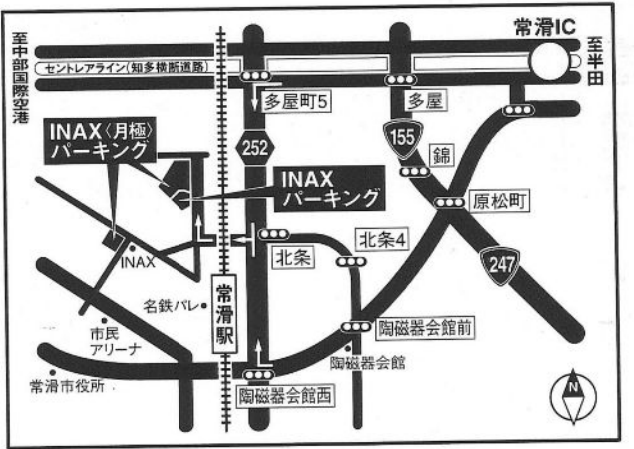 常滑IC
至中部国際空港
至半田
セントレアライン(知多横断道路)
多屋町5
多屋
INAX〈月極〉
パーキング
252
155
錦
INAX
パーキング
原松町
北条
北条4
INAX
247
常滑駅
名鉄パレ
市民
アリーナ
陶磁器会館前
陶磁器会館
常滑市役所
陶磁器会館西
N